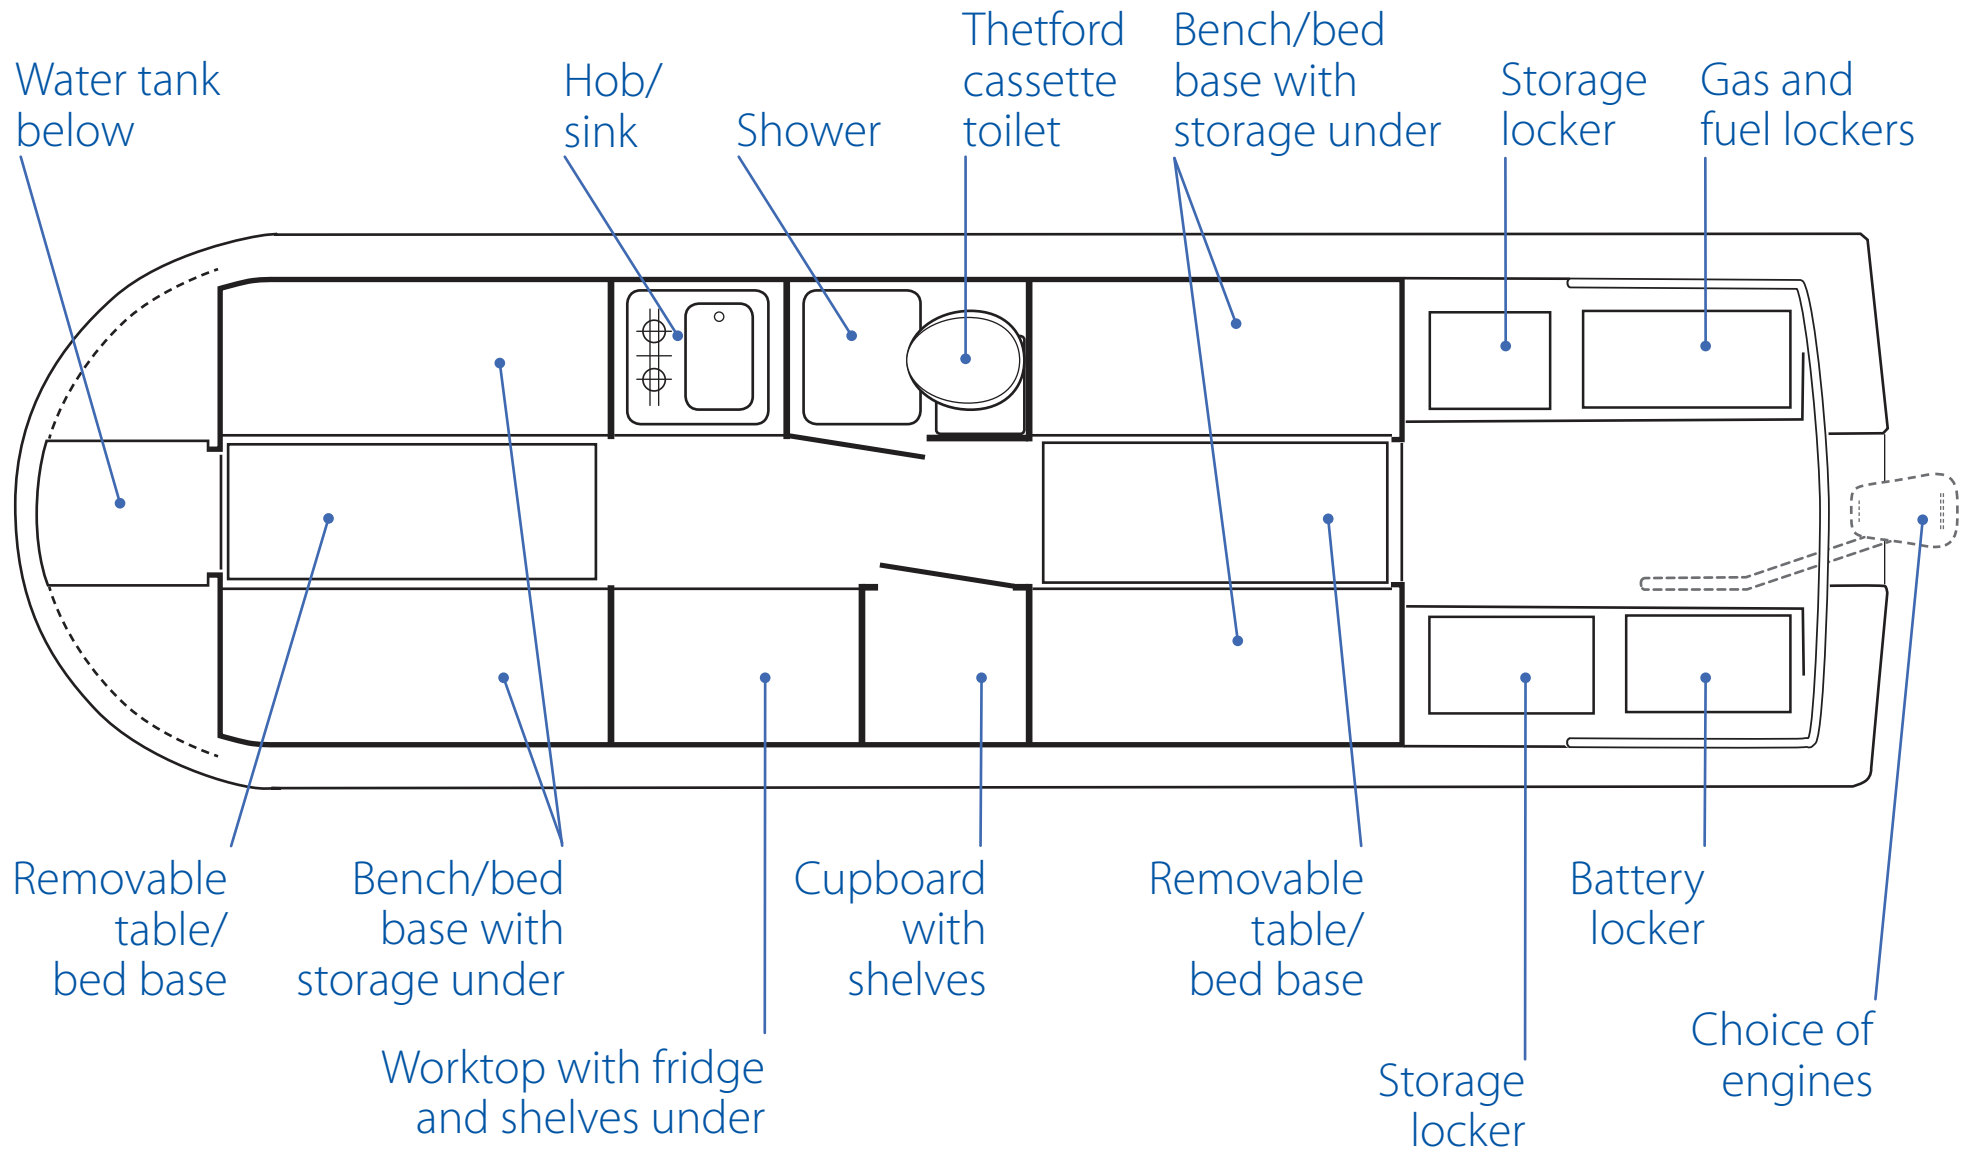 Water tank
below
Hob/
sink
Shower
Thetford
cassette
toilet
Bench/bed
base with
storage under
Storage
locker
Gas and
fuel lockers
Removable
table/
bed base
Bench/bed
base with
storage under
Worktop with fridge
and shelves under
Cupboard
with
shelves
Removable
table/
bed base
Storage
locker
Battery
locker
Choice of
engines